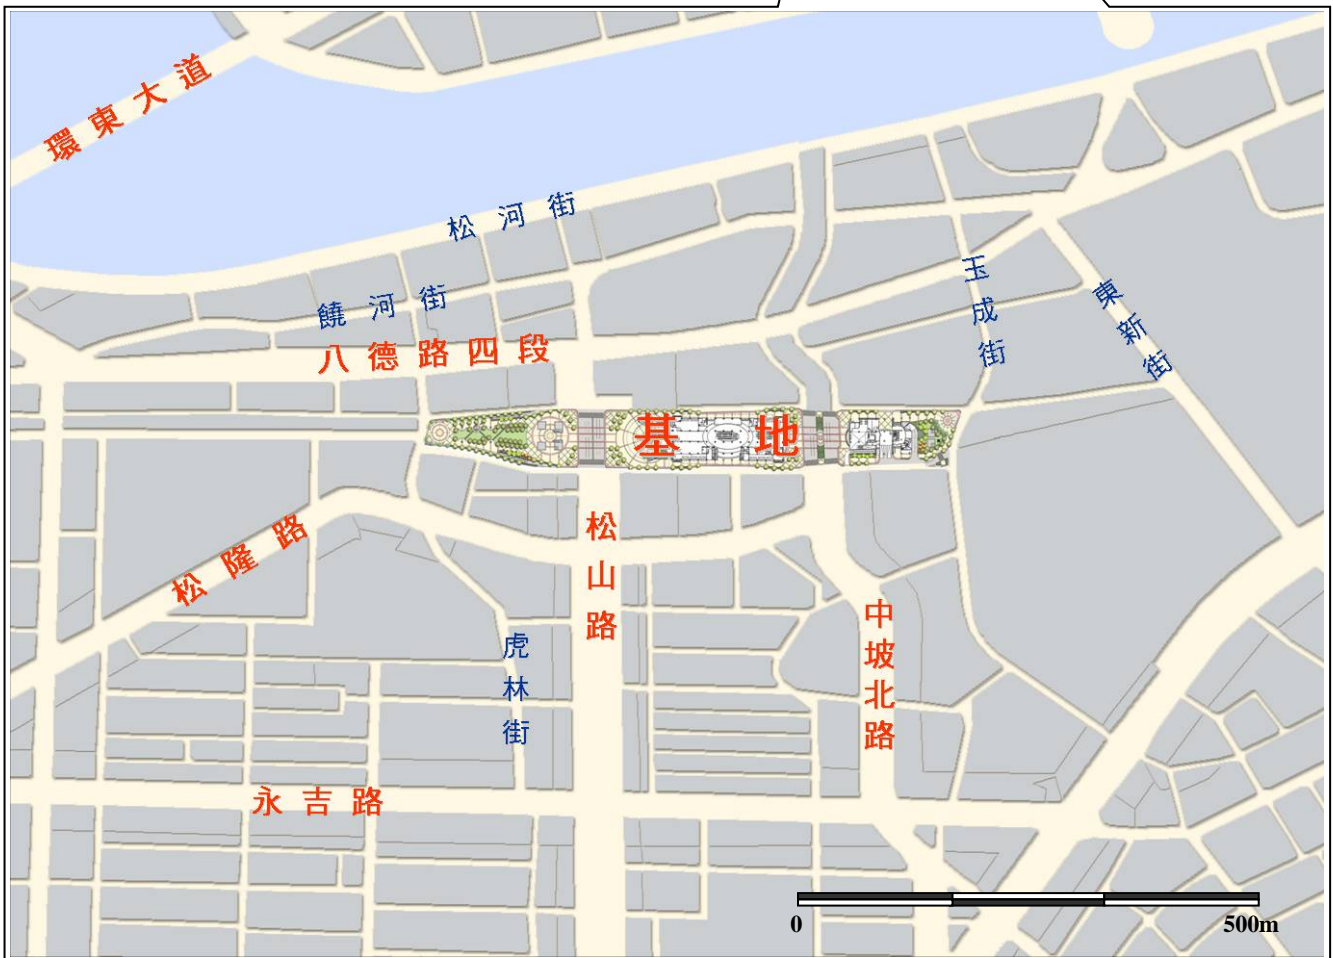 環東大道
松河街
饒河街
玉成街
東新街
八德路四段
基地
松隆路
松山路
中坡北路
虎林街
永吉路
0 500m